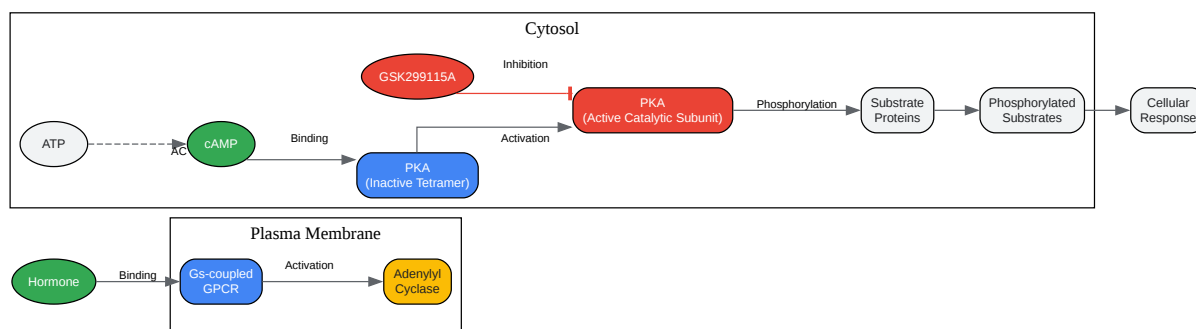 Cytosol
GSK299115A
Inhibition
PKA
(Active Catalytic Subunit)
Phosphorylation
Substrate
Proteins
Phosphorylated
Substrates
Cellular
Response
ATP
AC
cAMP
Binding
Activation
PKA
(Inactive Tetramer)
Plasma Membrane
Hormone
Binding
Gs-coupled
GPCR
Activation
Adenylyl
Cyclase